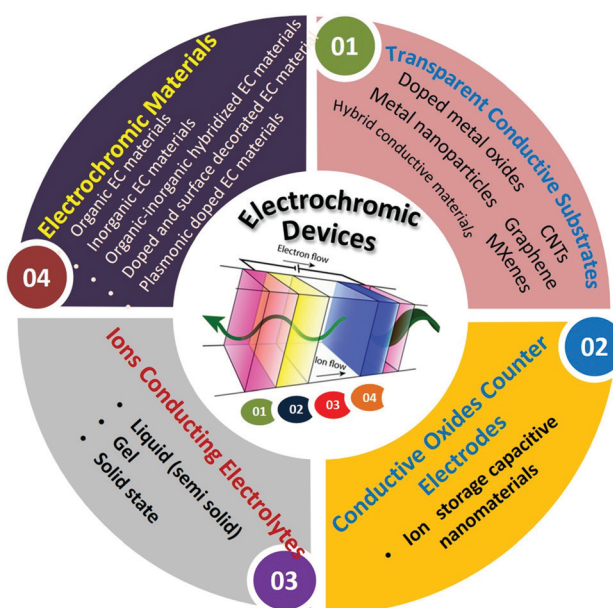 01
Transparent Conductive Substrates
Doped metal oxides
Metal nanoparticles
Hybrid conductive materials
CNTs
Graphene
MXenes
02
Conductive Oxides Counter
Electrodes
• Ion storage capacitive
nanomaterials
03
Ions Conducting Electrolytes
• Liquid (semi solid)
• Gel
• Solid state
04
Electrochromic Materials
• Organic EC materials
• Inorganic EC materials
• Organic-inorganic hybridized EC materials
• Doped and surface decorated EC material
• Plasmonic doped EC materials
Electrochromic
Devices
Electron flow
Ion flow
01 02 03 04